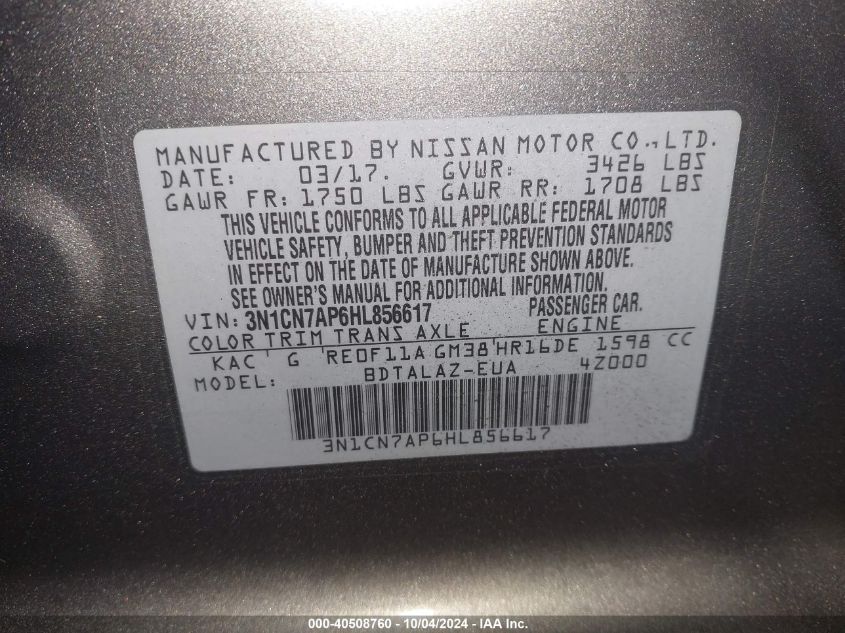 MANUFACTURED BY NISSAN MOTOR CO., LTD.
DATE: 03/17. GVWR: 3426 LBS
GAWR FR: 1750 LBS GAWR RR: 1708 LBS
THIS VEHICLE CONFORMS TO ALL APPLICABLE FEDERAL MOTOR
VEHICLE SAFETY, BUMPER AND THEFT PREVENTION STANDARDS
IN EFFECT ON THE DATE OF MANUFACTURE SHOWN ABOVE.
SEE OWNER'S MANUAL FOR ADDITIONAL INFORMATION.
VIN: 3N1CN7AP6HL856617 PASSENGER CAR.
COLOR TRIM TRANS AXLE ENGINE
KAC G RE0F11A GM38 HR16DE 1598 CC
MODEL: BDTALAZ-EUA 4Z000
3N1CN7AP6HL856617
000-40508760 - 10/04/2024 - IAA Inc.